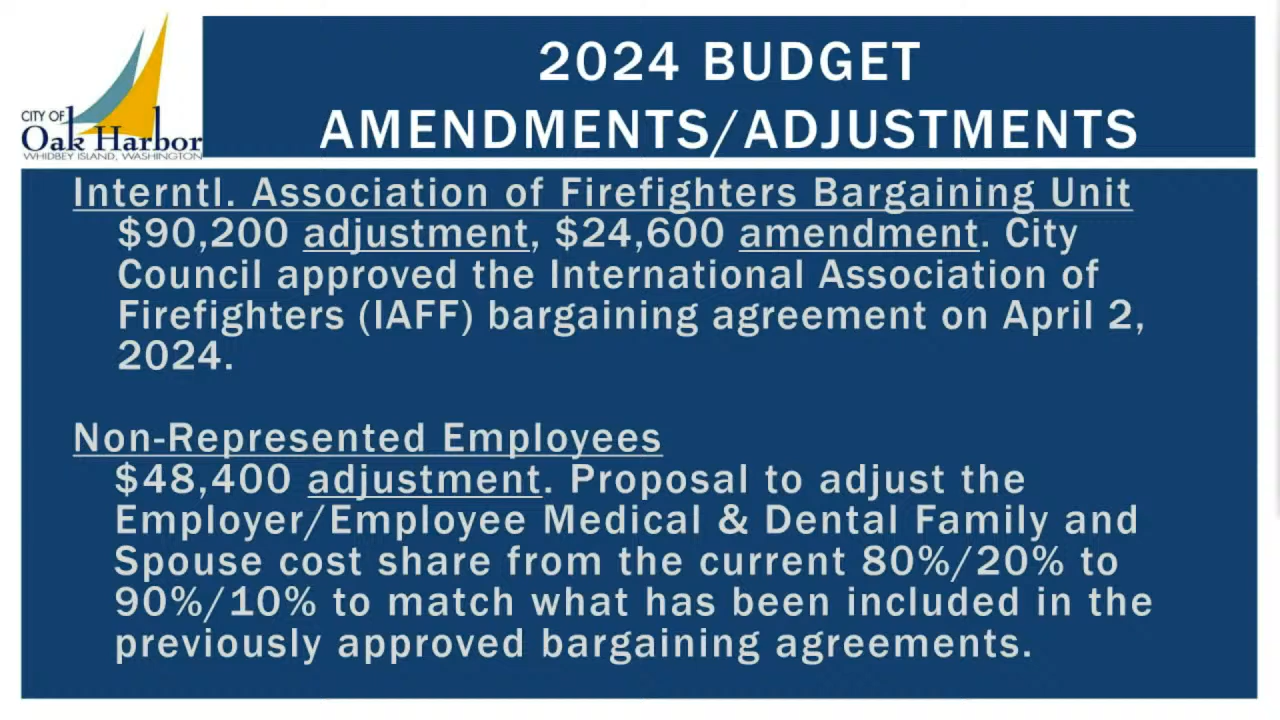 CITY OF
Oak Harbor
WHIDBEY ISLAND, WASHINGTON
2024 BUDGET
AMENDMENTS/ADJUSTMENTS
Interntl. Association of Firefighters Bargaining Unit
$90,200 adjustment, $24,600 amendment. City
Council approved the International Association of
Firefighters (IAFF) bargaining agreement on April 2,
2024.
Non-Represented Employees
$48,400 adjustment. Proposal to adjust the
Employer/Employee Medical & Dental Family and
Spouse cost share from the current 80%/20% to
90%/10% to match what has been included in the
previously approved bargaining agreements.